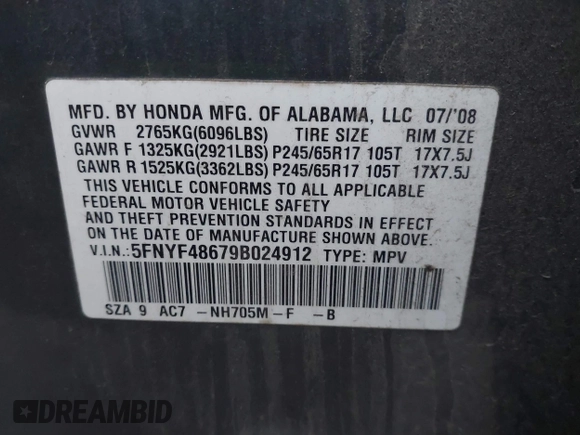 MFD. BY HONDA MFG. OF ALABAMA, LLC 07/'08
GVWR 2765KG(6096LBS) TIRE SIZE RIM SIZE
GAWR F 1325KG(2921LBS) P245/65R17 105T 17X7.5J
GAWR R 1525KG(3362LBS) P245/65R17 105T 17X7.5J
THIS VEHICLE CONFORMS TO ALL APPLICABLE
FEDERAL MOTOR VEHICLE SAFETY
AND THEFT PREVENTION STANDARDS IN EFFECT
ON THE DATE OF MANUFACTURE SHOWN ABOVE.
V.I.N.: 5FNYF48679B024912 TYPE: MPV
SZA 9 AC7 -NH705M-F -B
DREAMBID